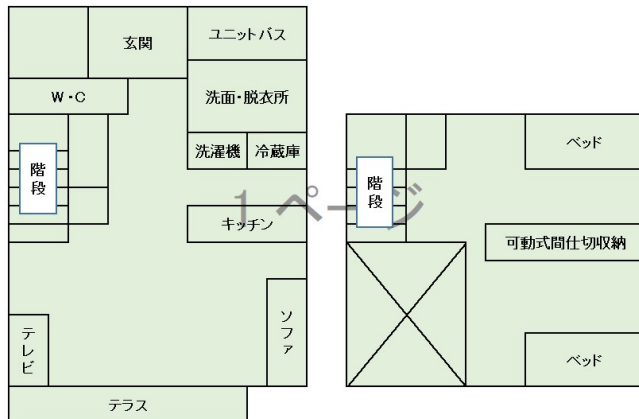 玄関
ユニットバス
W・C
洗面・脱衣所
洗濯機
冷蔵庫
階段
キッチン
テレビ
ソファ
テラス
1 ページ
階段
ベッド
可動式間仕切収納
ベッド